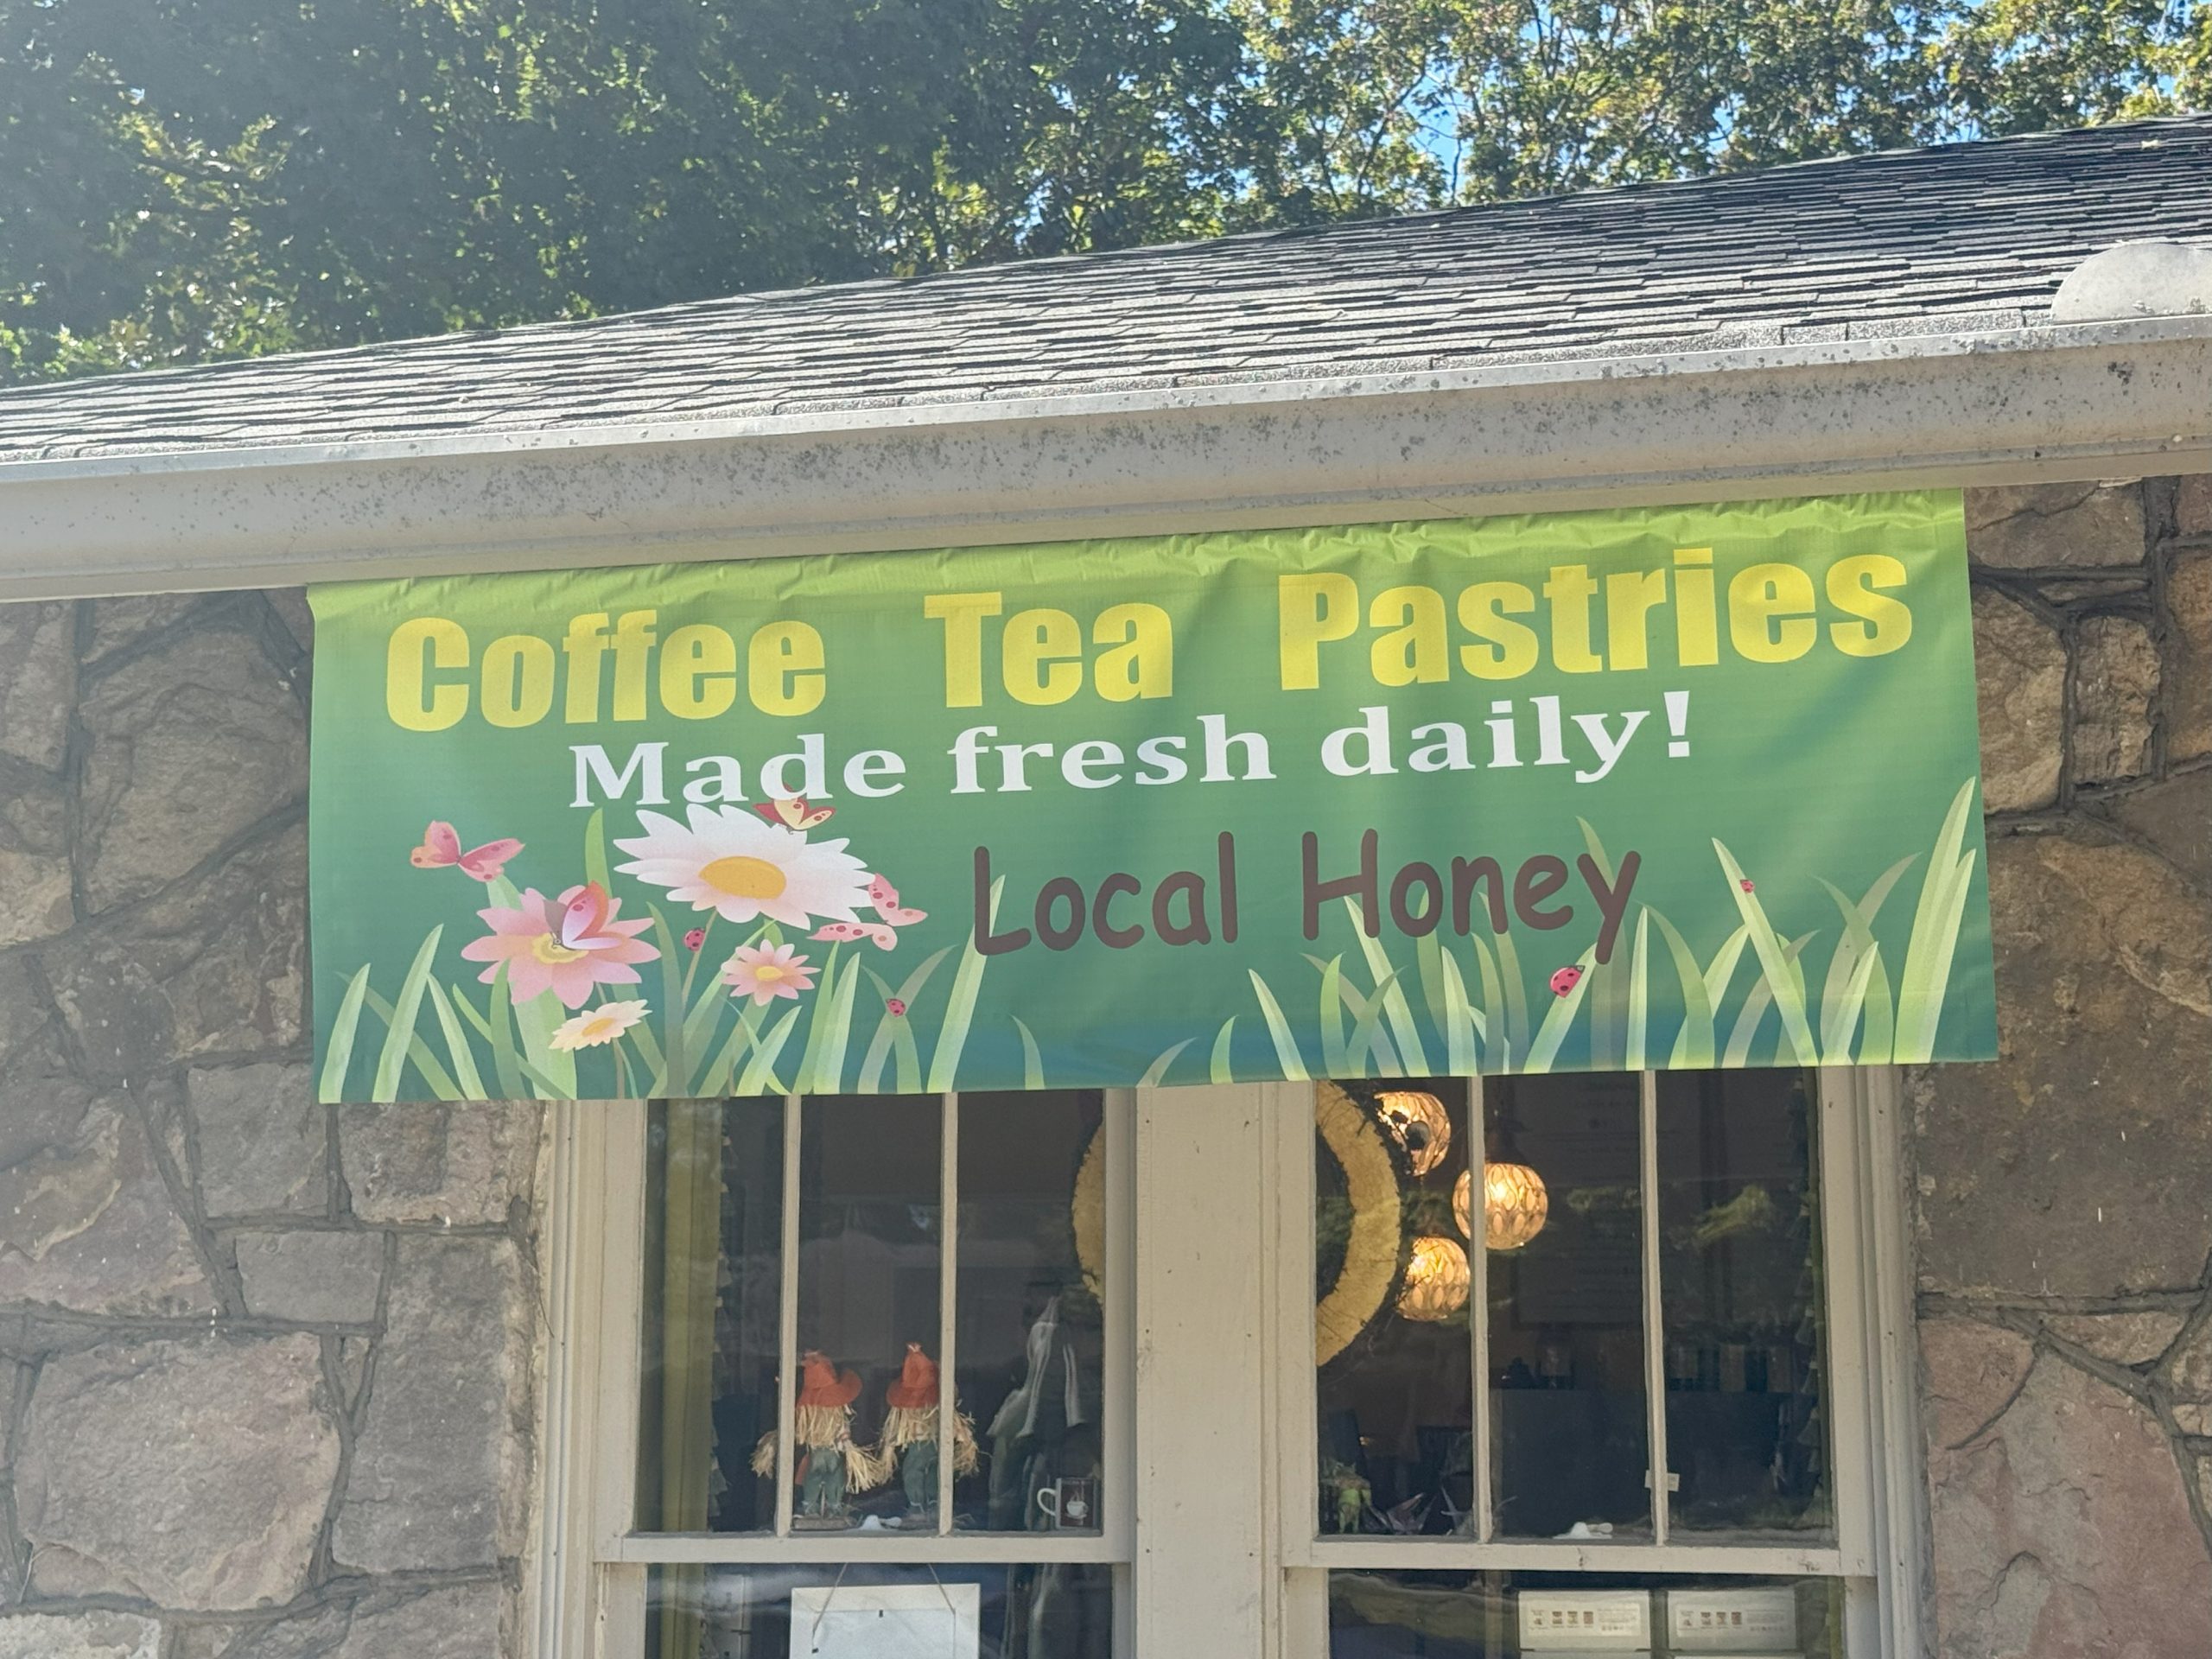 Coffee Tea Pastries
Made fresh daily!
Local Honey